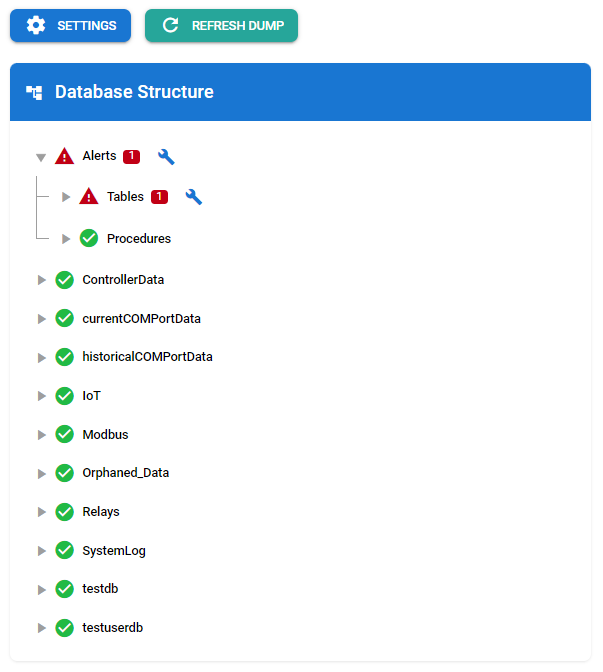 SETTINGS
REFRESH DUMP
Database Structure
Alerts 1
Tables 1
Procedures
ControllerData
currentCOMPortData
historicalCOMPortData
IoT
Modbus
Orphaned_Data
Relays
SystemLog
testdb
testuserdb